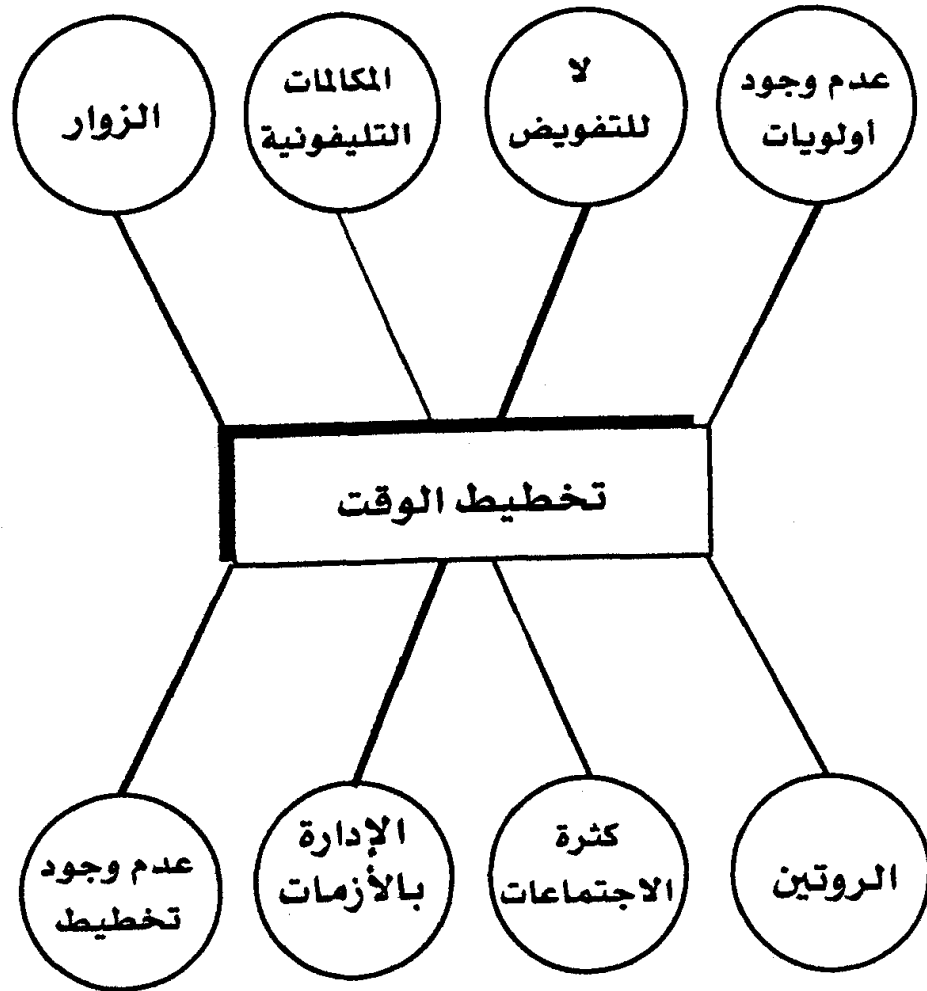 عدم وجود
أولويات
لا
للتفويض
المكالمات
التليفونية
الزوار
تخطيط الوقت
الروتين
كثرة
الاجتماعات
الإدارة
بالأزمات
عدم وجود
تخطيط